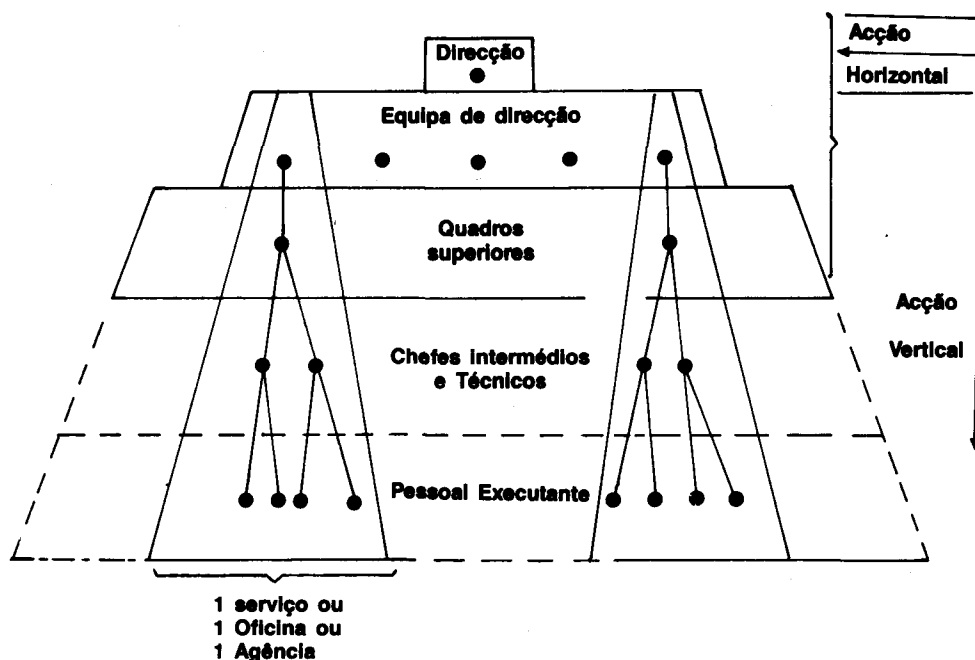 Direcção
Acção
Horizontal
Equipa de direcção
Quadros
superiores
Acção
Vertical
Chefes intermédios
e Técnicos
Pessoal Executante
1 serviço ou
1 Oficina ou
1 Agência